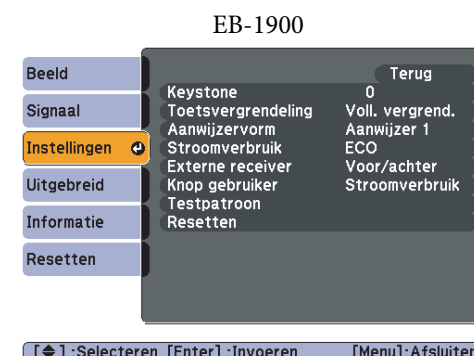 EB-1900
Beeld
Signaal
Instellingen
Uitgebreid
Informatie
Resetten
Terug
Keystone 0
Toetsvergrendeling Voll. vergrend.
Aanwijzervorm Aanwijzer 1
Stroomverbruik ECO
Externe receiver Voor/achter
Knop gebruiker Stroomverbruik
Testpatroon
Resetten
[◆] :Selecteren [Enter] :Invoeren [Menu]:Afsluiten